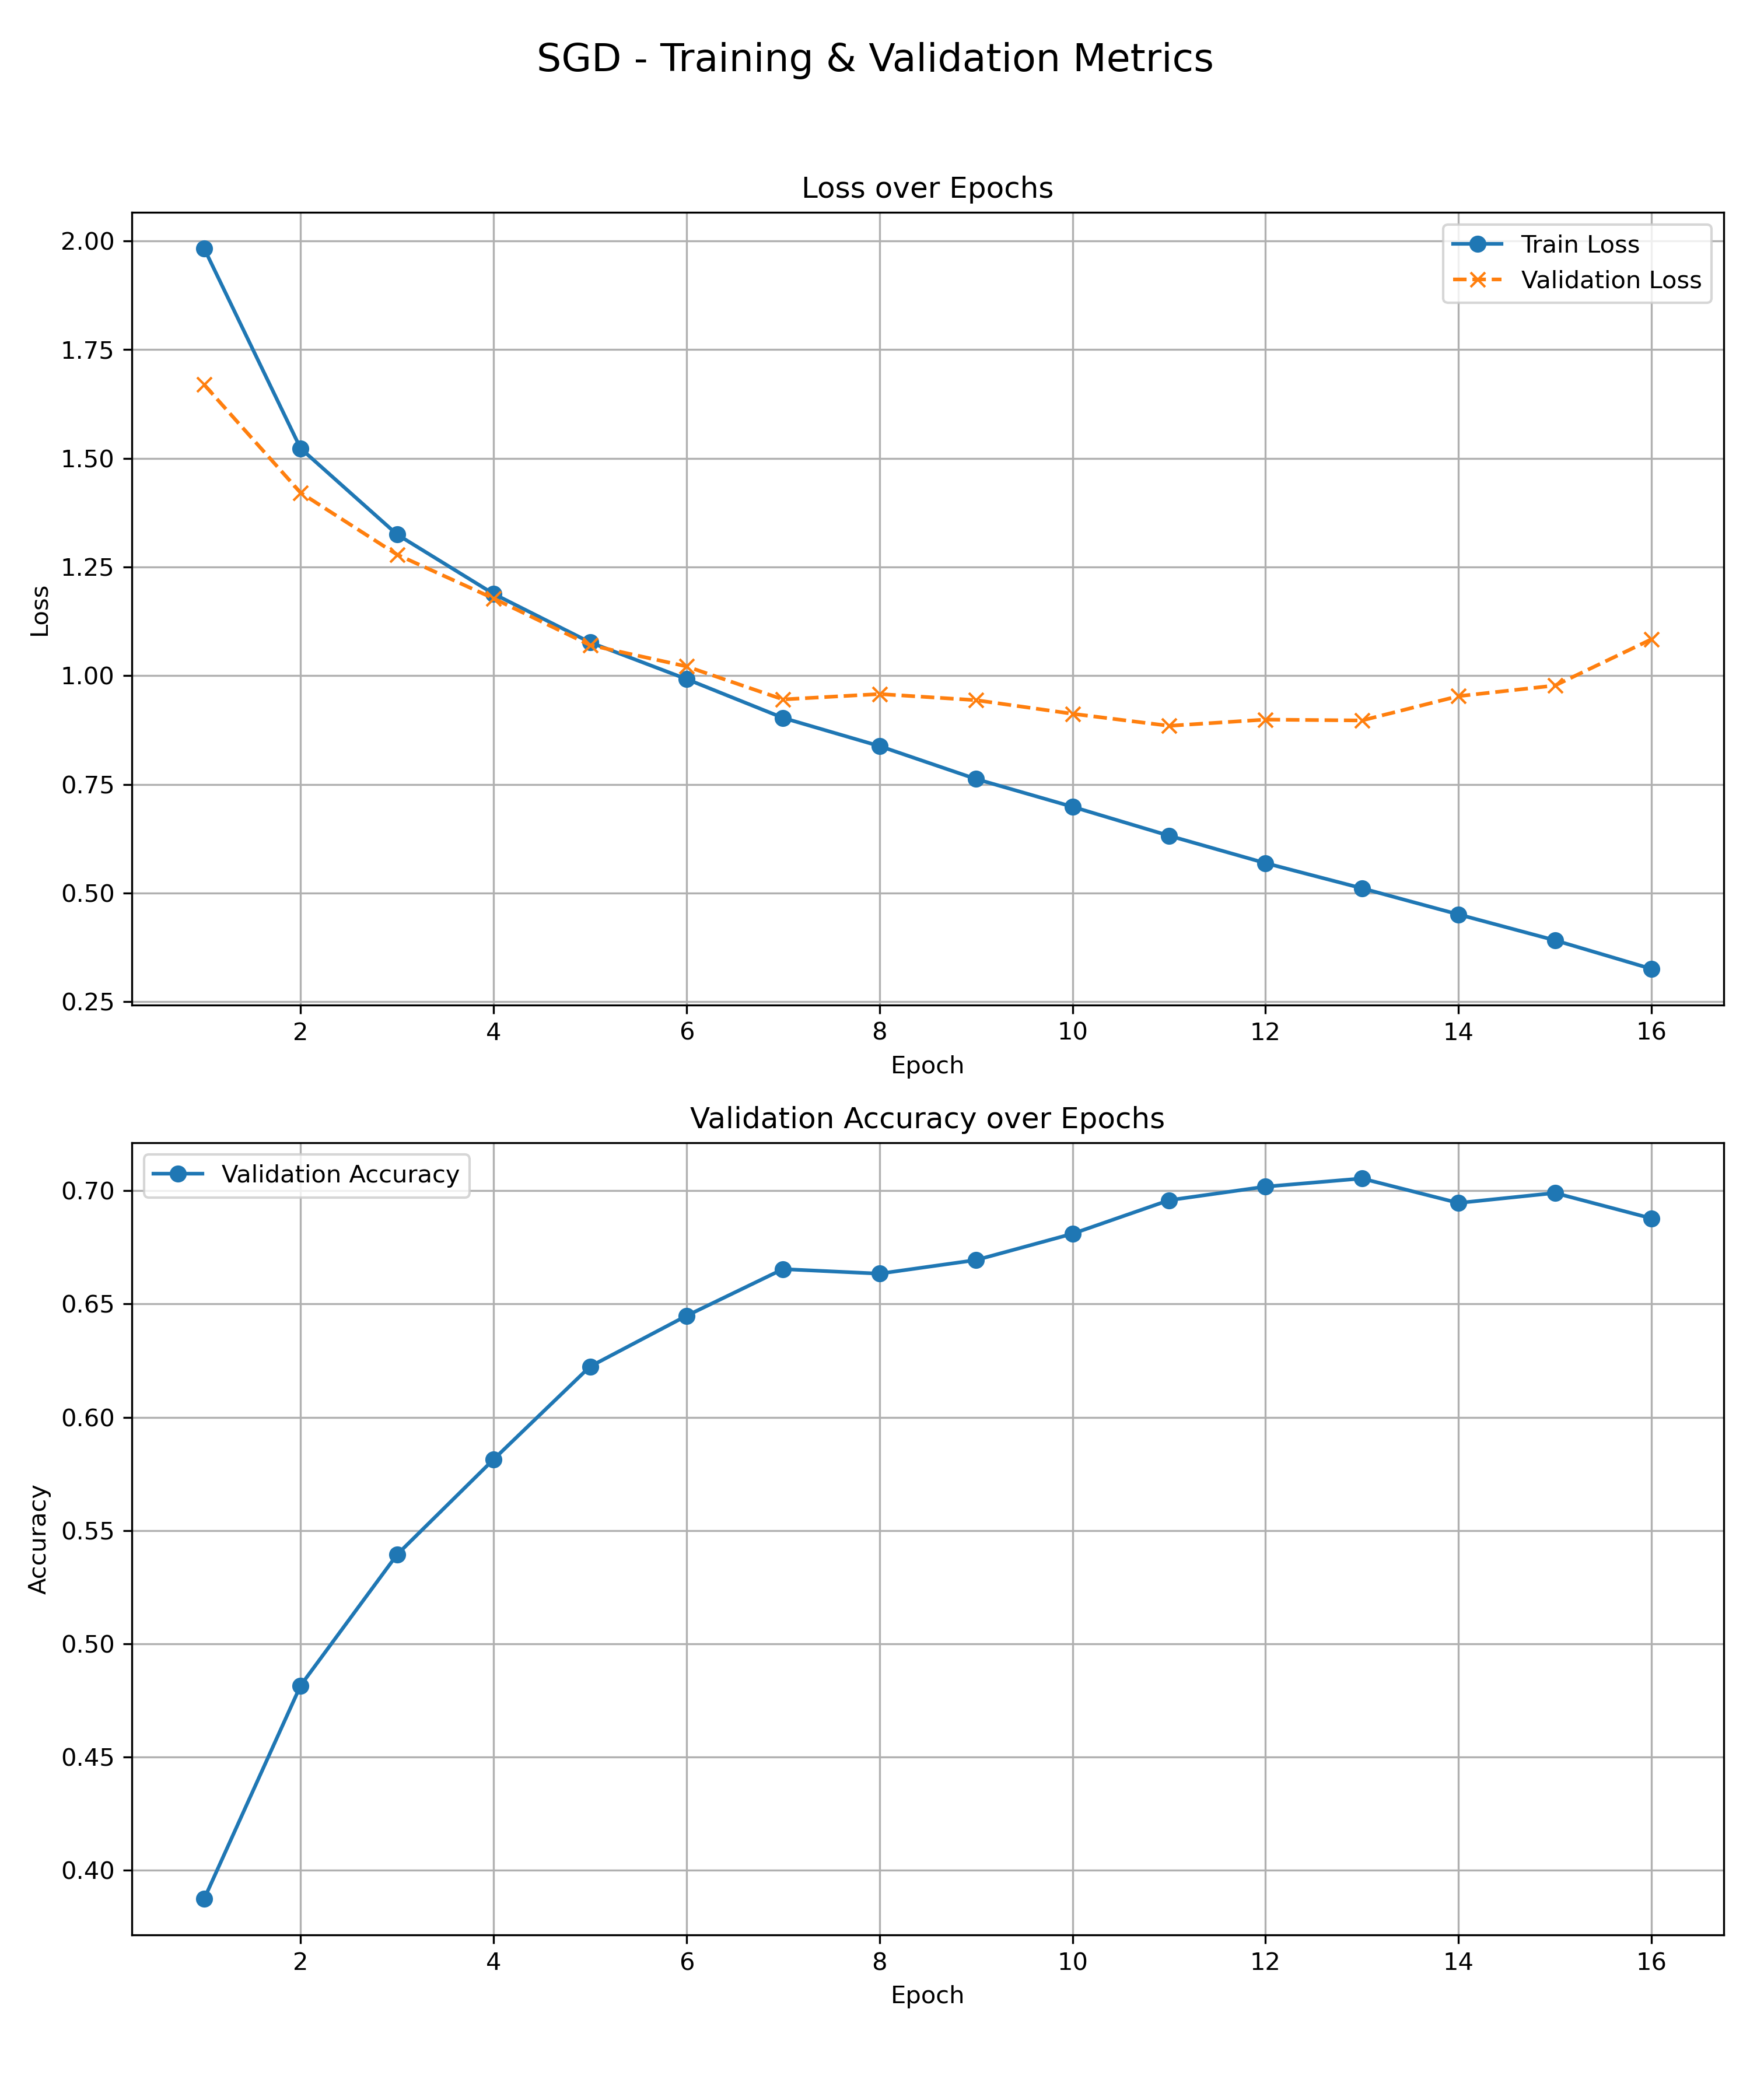 SGD - Training & Validation Metrics
Loss over Epochs
Train Loss
Validation Loss
2.00
1.75
1.50
1.25
1.00
0.75
0.50
0.25
Loss
2 4 6 8 10 12 14 16
Epoch
Validation Accuracy over Epochs
Validation Accuracy
0.70
0.65
0.60
0.55
0.50
0.45
0.40
Accuracy
2 4 6 8 10 12 14 16
Epoch